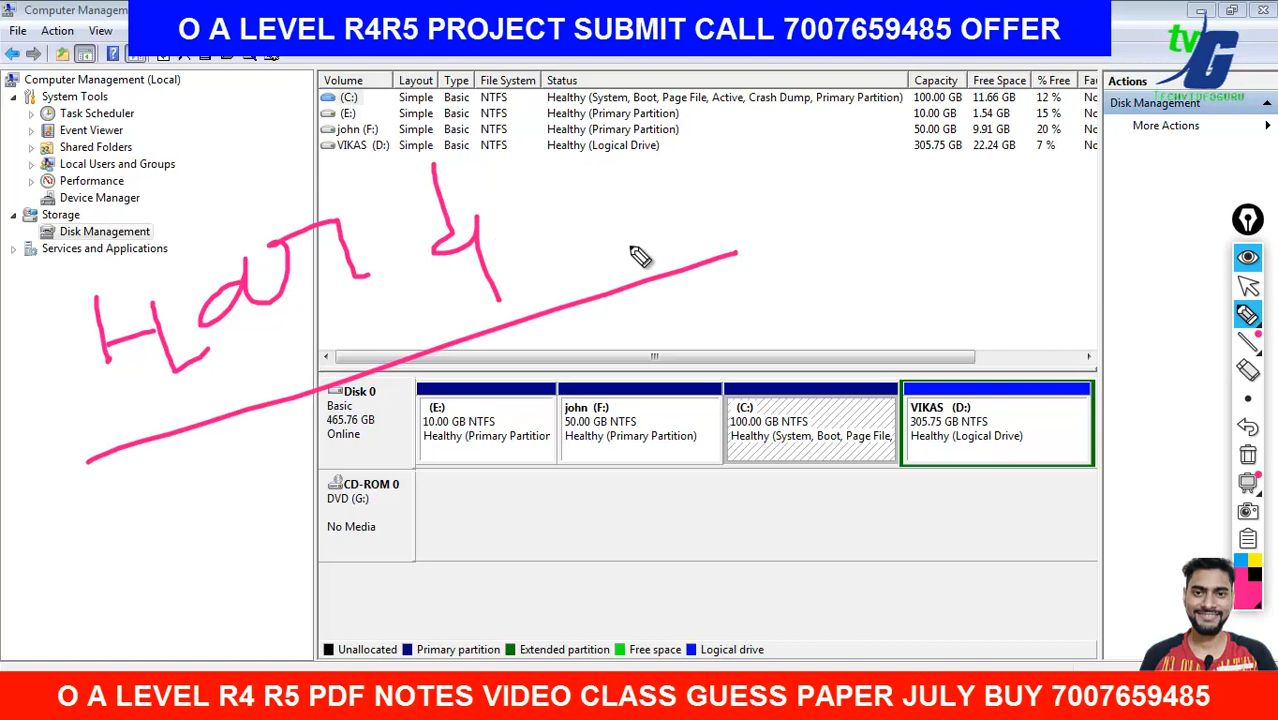 Computer Manage
O A LEVEL R4R5 PROJECT SUBMIT CALL 7007659485 OFFER
File Action View
tv G
TECHVITOFOGURU
Computer Management (Local)
System Tools
Task Scheduler
Event Viewer
Shared Folders
Local Users and Groups
Performance
Device Manager
Storage
Disk Management
Services and Applications
Volume Layout Type File System Status Capacity Free Space % Free Fau
(C:) Simple Basic NTFS Healthy (System, Boot, Page File, Active, Crash Dump, Primary Partition) 100.00 GB 11.66 GB 12 % No
(E:) Simple Basic NTFS Healthy (Primary Partition) 10.00 GB 1.54 GB 15 % No
john (F:) Simple Basic NTFS Healthy (Primary Partition) 50.00 GB 9.91 GB 20 % No
VIKAS (D:) Simple Basic NTFS Healthy (Logical Drive) 305.75 GB 22.24 GB 7 % No
Actions
Disk Management
More Actions
Disk 0
Basic
465.76 GB
Online
(E:)
10.00 GB NTFS
Healthy (Primary Partition
john (F:)
50.00 GB NTFS
Healthy (Primary Partition)
(C:)
100.00 GB NTFS
Healthy (System, Boot, Page File,
VIKAS (D:)
305.75 GB NTFS
Healthy (Logical Drive)
CD-ROM 0
DVD (G:)
No Media
Unallocated Primary partition Extended partition Free space Logical drive
O A LEVEL R4 R5 PDF NOTES VIDEO CLASS GUESS PAPER JULY BUY 7007659485